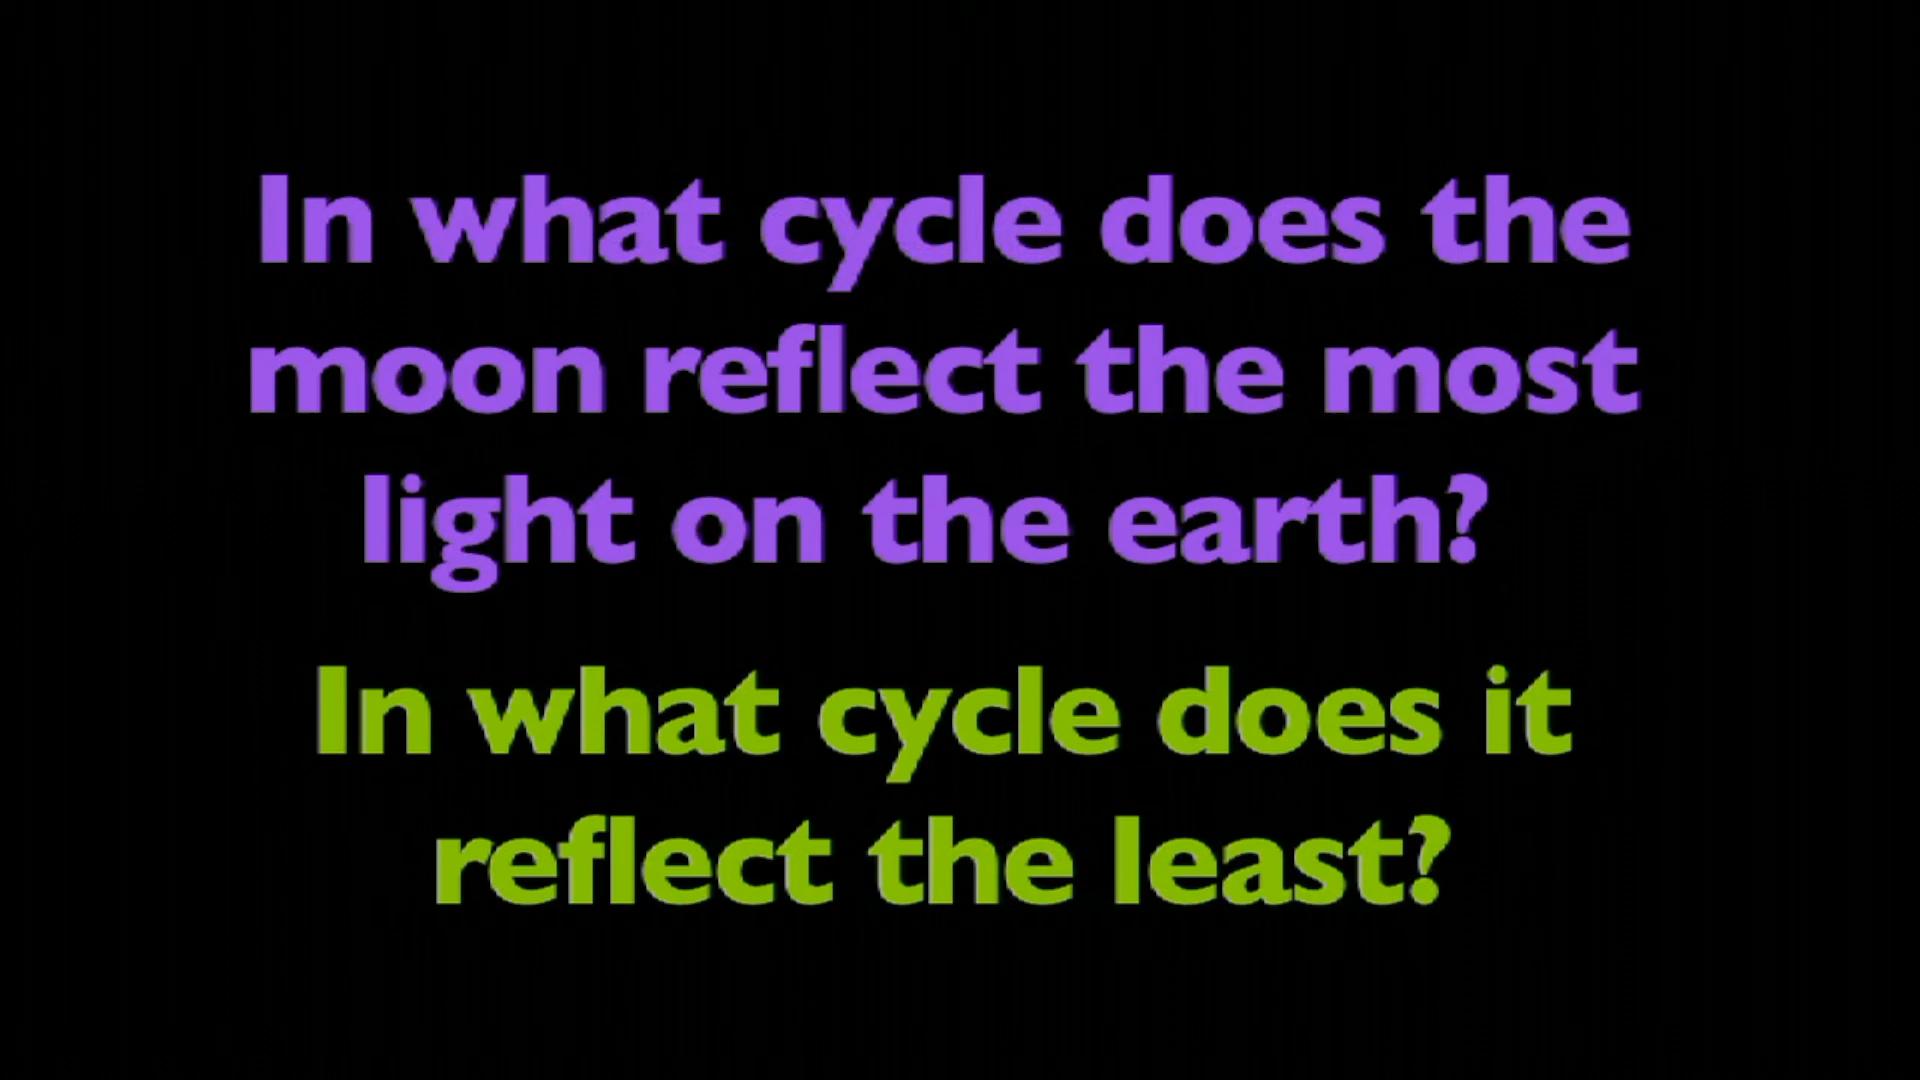 In what cycle does the
moon reflect the most
light on the earth?
In what cycle does it
reflect the least?